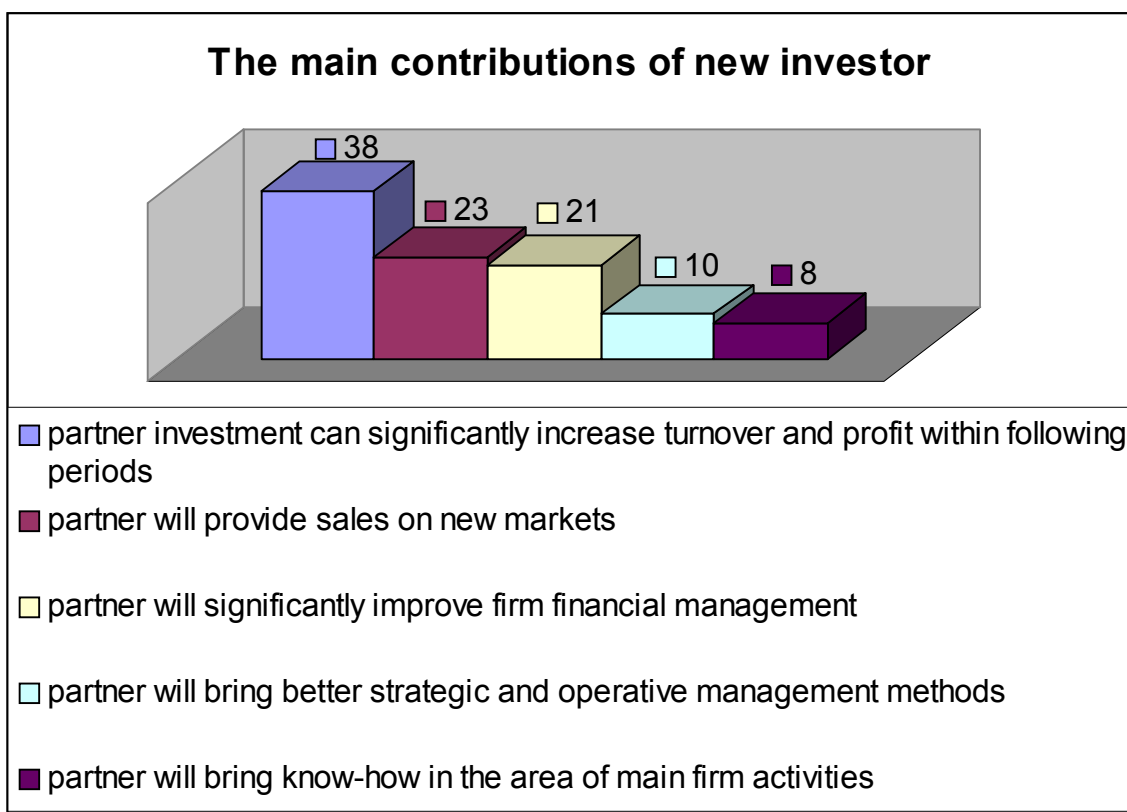 The main contributions of new investor
38
23
21
10
8
partner investment can significantly increase turnover and profit within following
periods
partner will provide sales on new markets
partner will significantly improve firm financial management
partner will bring better strategic and operative management methods
partner will bring know-how in the area of main firm activities